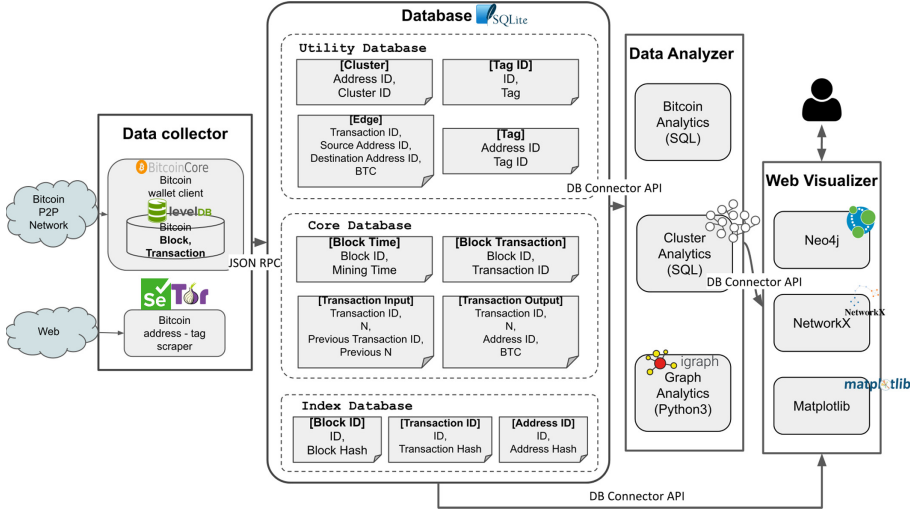 Database SQLite
Utility Database
[Cluster]
Address ID,
Cluster ID
[Tag ID]
ID,
Tag
[Edge]
Transaction ID,
Source Address ID,
Destination Address ID,
BTC
[Tag]
Address ID
Tag ID
Core Database
[Block Time]
Block ID,
Mining Time
[Block Transaction]
Block ID,
Transaction ID
[Transaction Input]
Transaction ID,
N,
Previous Transaction ID,
Previous N
[Transaction Output]
Transaction ID,
N,
Address ID,
BTC
Index Database
[Block ID]
ID,
Block Hash
[Transaction ID]
ID,
Transaction Hash
[Address ID]
ID,
Address Hash
Data collector
BitcoinCore
Bitcoin
wallet client
levelDB
Bitcoin
Block,
Transaction
Se Tor
Bitcoin
address - tag
scraper
Bitcoin
P2P
Network
Web
JSON RPC
DB Connector API
Data Analyzer
Bitcoin
Analytics
(SQL)
Cluster
Analytics
(SQL)
igraph
Graph
Analytics
(Python3)
DB Connector API
Web Visualizer
Neo4j
NetworkX
NetworkX
matplotlib
Matplotlib
DB Connector API